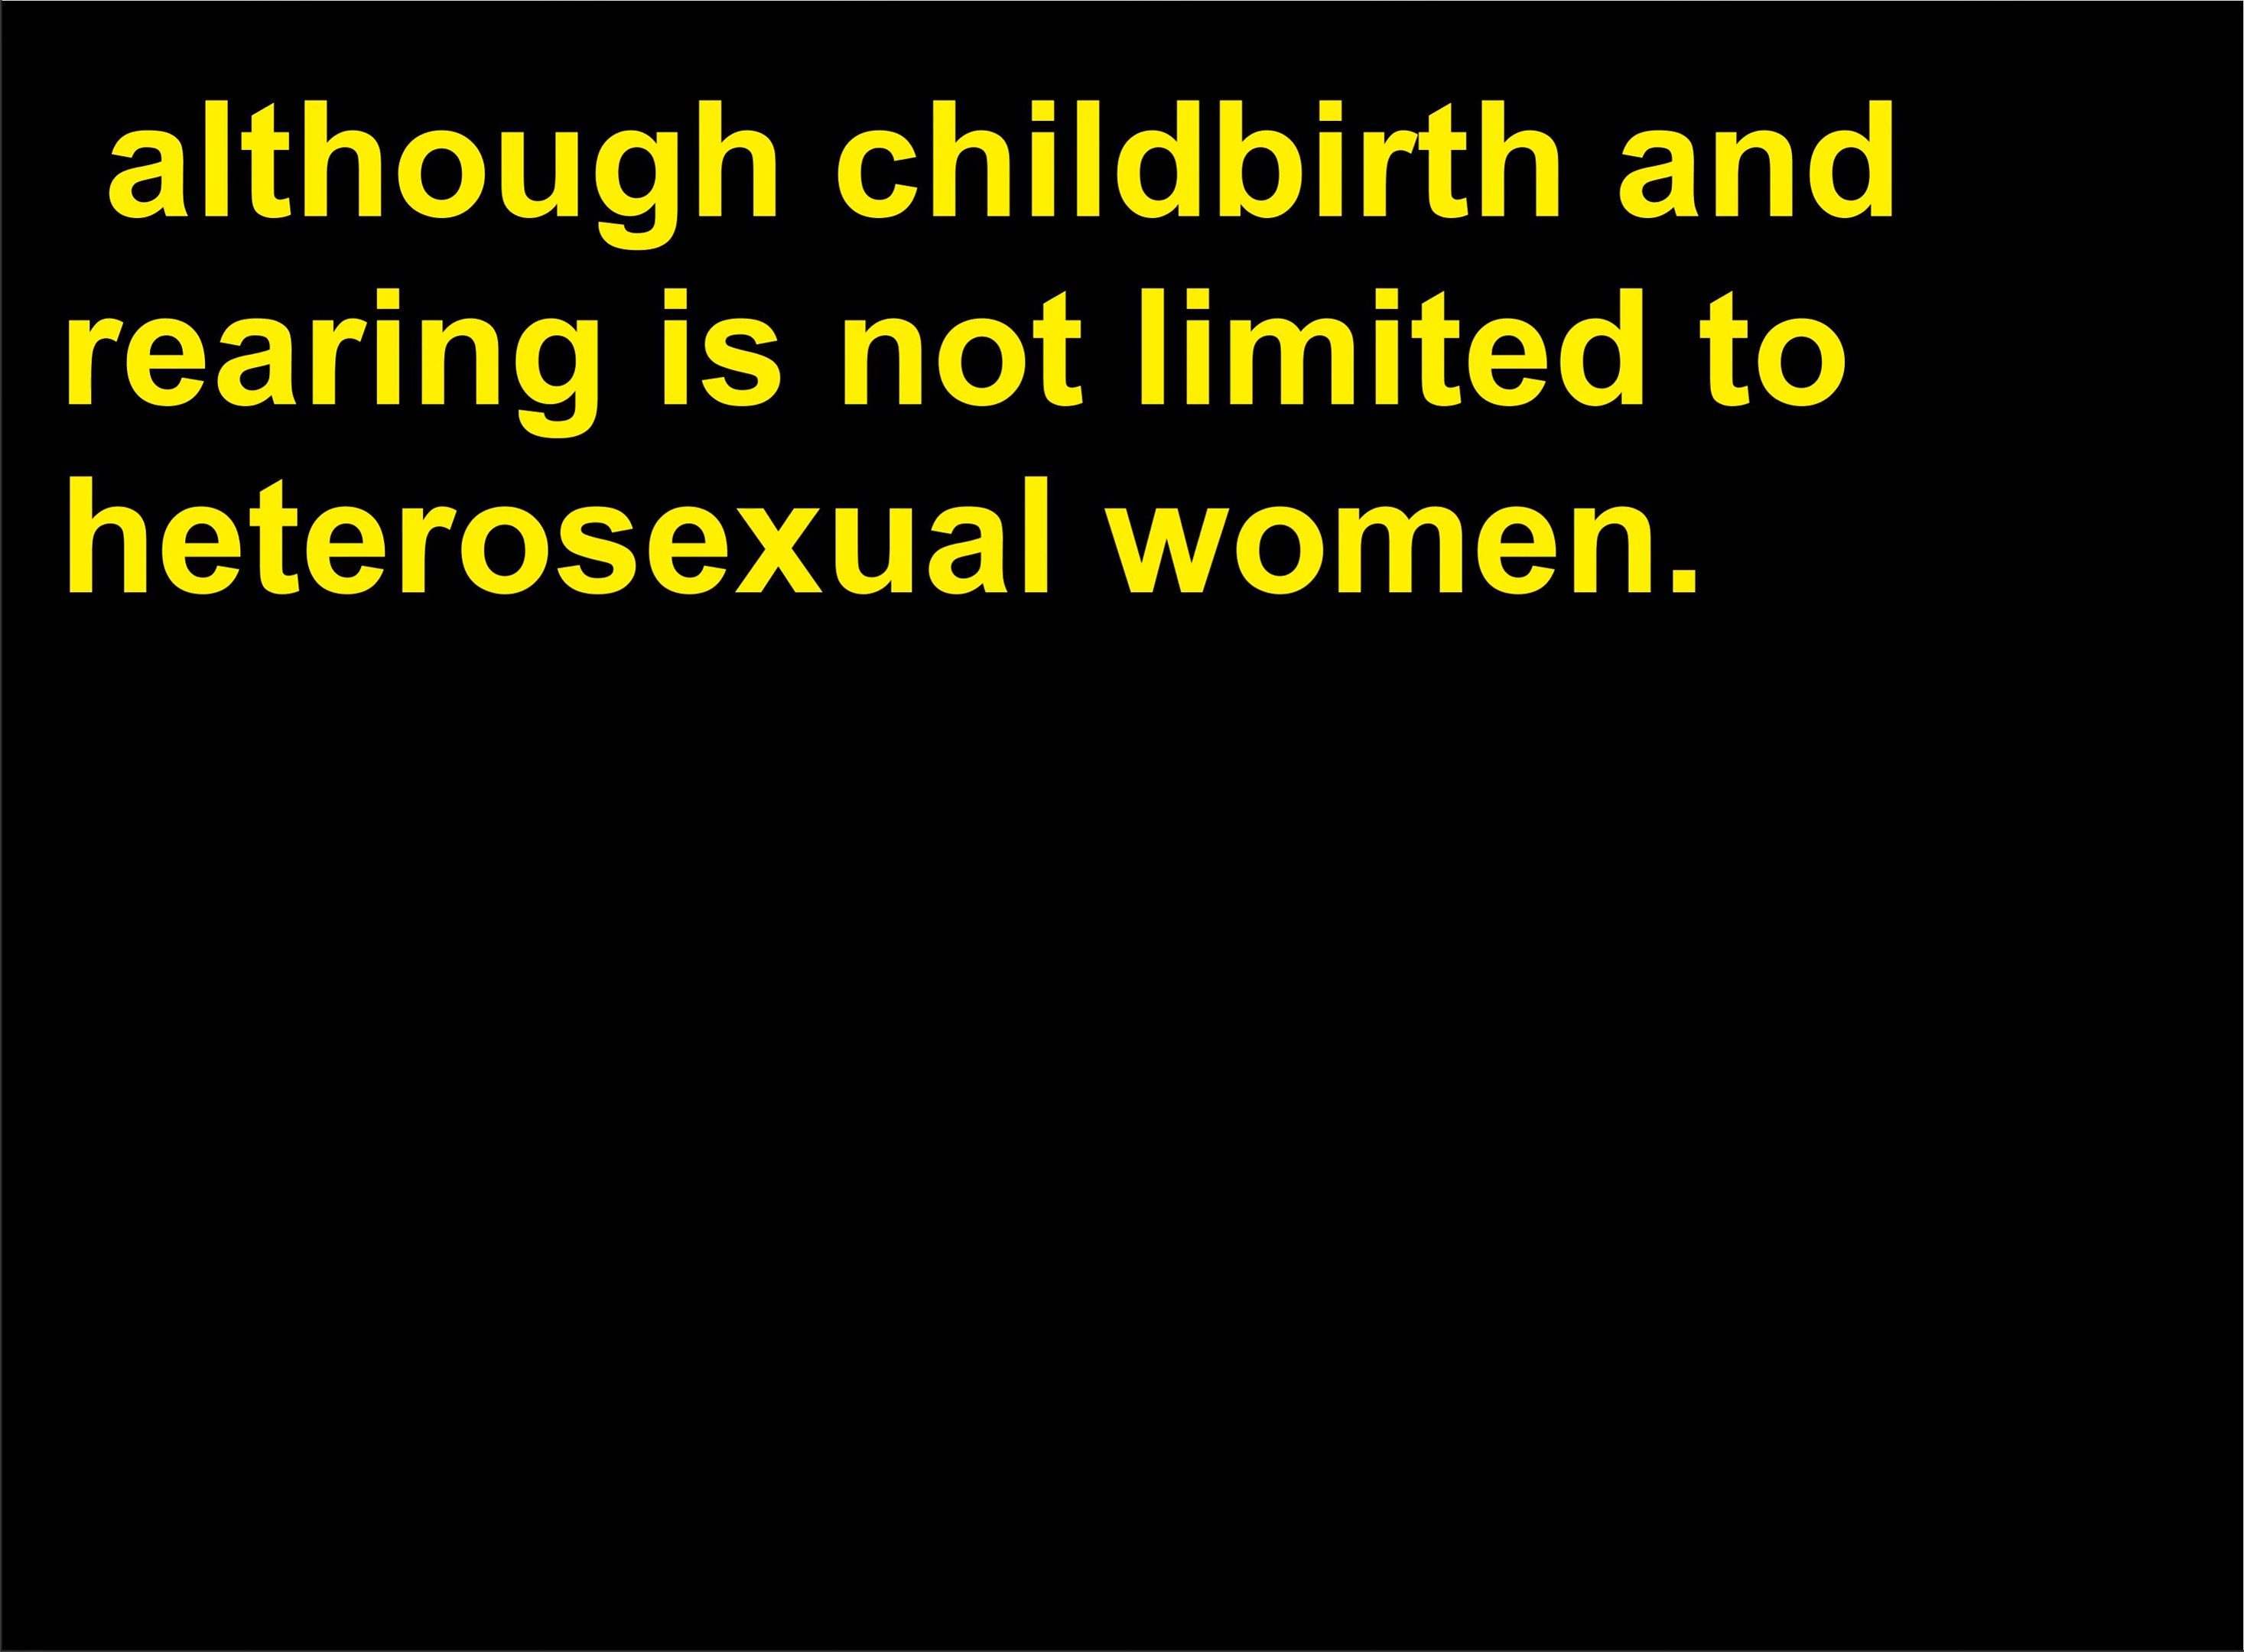 although childbirth and
rearing is not limited to
heterosexual women.